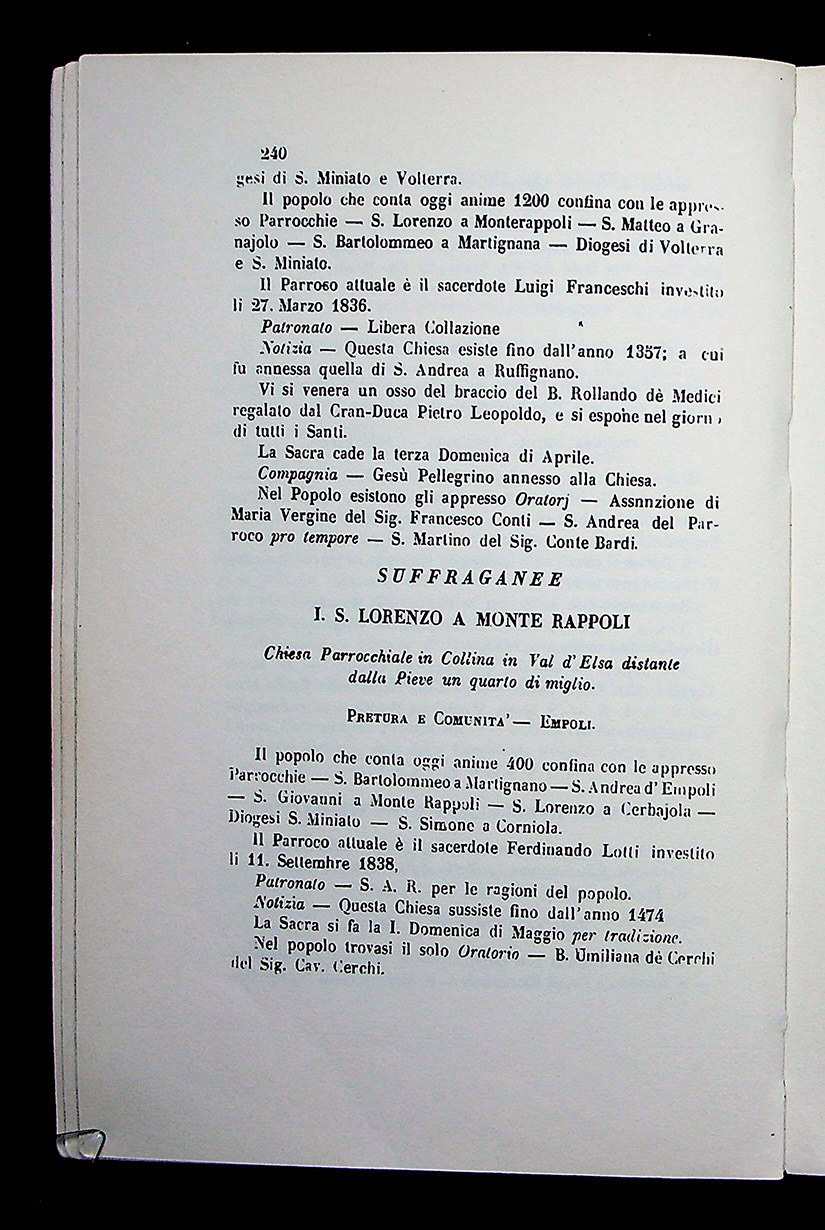 240
gesi di S. Miniato e Volterra.
Il popolo che conta oggi anime 1200 confina con le appres-
so Parrocchie — S. Lorenzo a Monterappoli — S. Matteo a Gra-
najolo — S. Bartolommeo a Martignana — Diogesi di Volterra
e S. Miniato.
Il Parroso attuale è il sacerdote Luigi Franceschi investito
li 27. Marzo 1836.
Patronato — Libera Collazione
Notizia — Questa Chiesa esiste fino dall'anno 1357; a cui
fu annessa quella di S. Andrea a Ruffignano.
Vi si venera un osso del braccio del B. Rollando dè Medici
regalato dal Cran-Duca Pietro Leopoldo, e si espone nel giorno
di tutti i Santi.
La Sacra cade la terza Domenica di Aprile.
Compagnia — Gesù Pellegrino annesso alla Chiesa.
Nel Popolo esistono gli appresso Oratorj — Assnnzione di
Maria Vergine del Sig. Francesco Conti — S. Andrea del Par-
roco pro tempore — S. Martino del Sig. Conte Bardi.
SUFFRAGANEE
I. S. LORENZO A MONTE RAPPOLI
Chiesa Parrocchiale in Collina in Val d'Elsa distante
dalla Pieve un quarto di miglio.
PRETURA E COMUNITA' — EMPOLI.
Il popolo che conta oggi anime 400 confina con le appresso
Parrocchie — S. Bartolommeo a Martignano — S. Andrea d'Empoli
— S. Giovanni a Monte Rappoli — S. Lorenzo a Cerbajola —
Diogesi S. Miniato — S. Simone a Corniola.
Il Parroco attuale è il sacerdote Ferdinando Lotti investito
li 11. Settembre 1838,
Patronato — S. A. R. per le ragioni del popolo.
Notizia — Questa Chiesa sussiste fino dall'anno 1474
La Sacra si fa la I. Domenica di Maggio per tradizione.
Nel popolo trovasi il solo Oratorio — B. Umiliana dè Cerchi
del Sig. Cav. Cerchi.